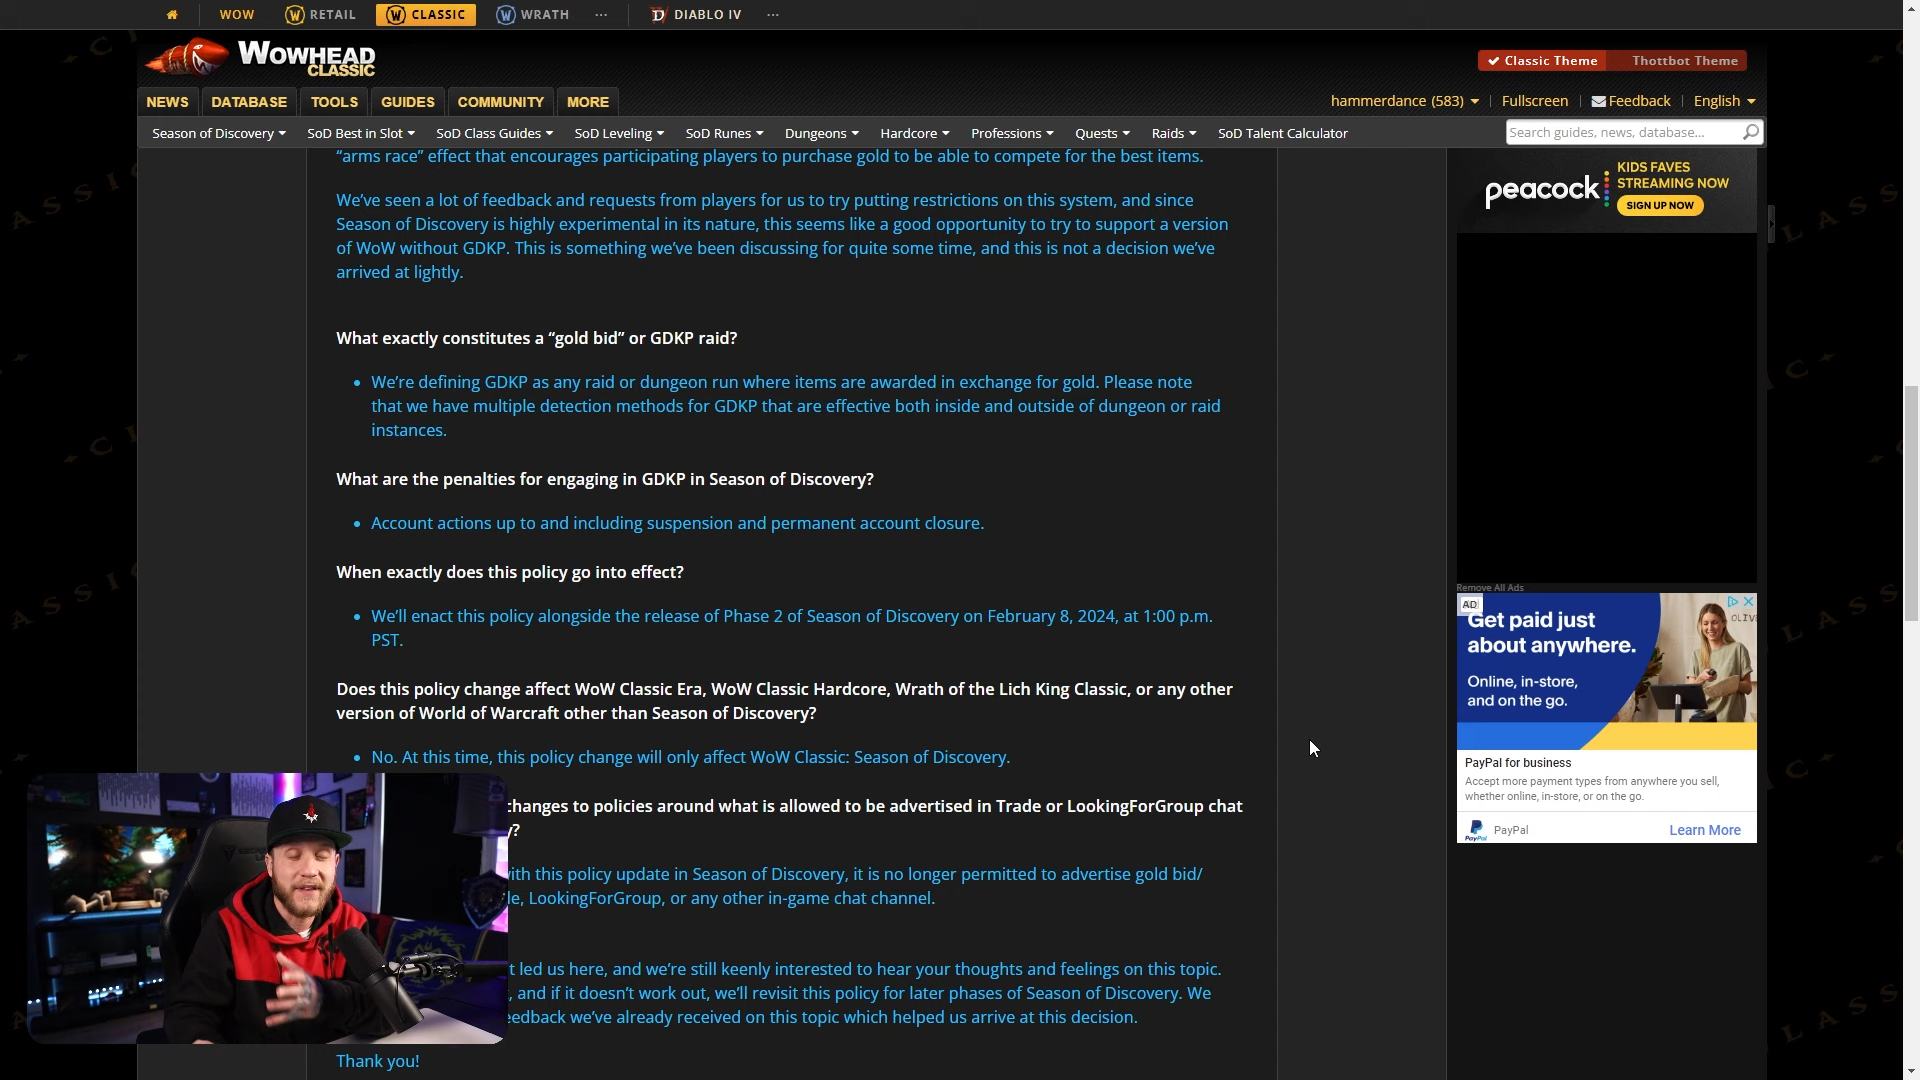 WOW
RETAIL
CLASSIC
WRATH
DIABLO IV
WOWHEAD
CLASSIC
Classic Theme
Thottbot Theme
NEWS
DATABASE
TOOLS
GUIDES
COMMUNITY
MORE
hammerdance (583)
Fullscreen
Feedback
English
Season of Discovery
SoD Best in Slot
SoD Class Guides
SoD Leveling
SoD Runes
Dungeons
Hardcore
Professions
Quests
Raids
SoD Talent Calculator
Search guides, news, database...
“arms race” effect that encourages participating players to purchase gold to be able to compete for the best items.
We’ve seen a lot of feedback and requests from players for us to try putting restrictions on this system, and since
Season of Discovery is highly experimental in its nature, this seems like a good opportunity to try to support a version
of WoW without GDKP. This is something we’ve been discussing for quite some time, and this is not a decision we’ve
arrived at lightly.
What exactly constitutes a “gold bid” or GDKP raid?
We’re defining GDKP as any raid or dungeon run where items are awarded in exchange for gold. Please note
that we have multiple detection methods for GDKP that are effective both inside and outside of dungeon or raid
instances.
What are the penalties for engaging in GDKP in Season of Discovery?
Account actions up to and including suspension and permanent account closure.
When exactly does this policy go into effect?
We’ll enact this policy alongside the release of Phase 2 of Season of Discovery on February 8, 2024, at 1:00 p.m.
PST.
Does this policy change affect WoW Classic Era, WoW Classic Hardcore, Wrath of the Lich King Classic, or any other
version of World of Warcraft other than Season of Discovery?
No. At this time, this policy change will only affect WoW Classic: Season of Discovery.
changes to policies around what is allowed to be advertised in Trade or LookingForGroup chat
y?
with this policy update in Season of Discovery, it is no longer permitted to advertise gold bid/
le, LookingForGroup, or any other in-game chat channel.
t led us here, and we’re still keenly interested to hear your thoughts and feelings on this topic.
, and if it doesn’t work out, we’ll revisit this policy for later phases of Season of Discovery. We
eedback we’ve already received on this topic which helped us arrive at this decision.
Thank you!
peacock
KIDS FAVES
STREAMING NOW
SIGN UP NOW
Remove All Ads
AD
Get paid just
about anywhere.
Online, in-store,
and on the go.
PayPal for business
Accept more payment types from anywhere you sell,
whether online, in-store, or on the go.
PayPal
PayPal
Learn More